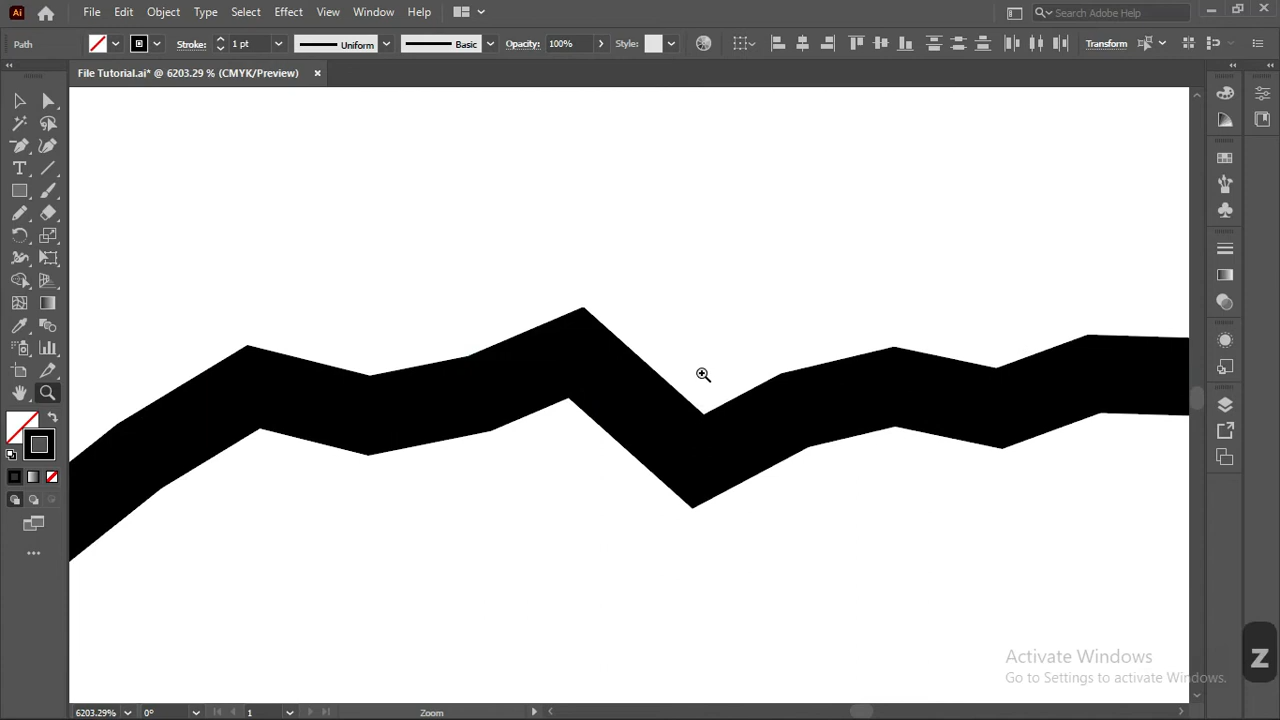 Ai File Edit Object Type Select Effect View Window Help Search Adobe Help
Path Stroke: 1 pt Uniform Basic Opacity: 100% Style: Transform
File Tutorial.ai* @ 6203.29 % (CMYK/Preview)
T
Activate Windows
Go to Settings to activate Windows.
z
6203.29% 0° 1 Zoom